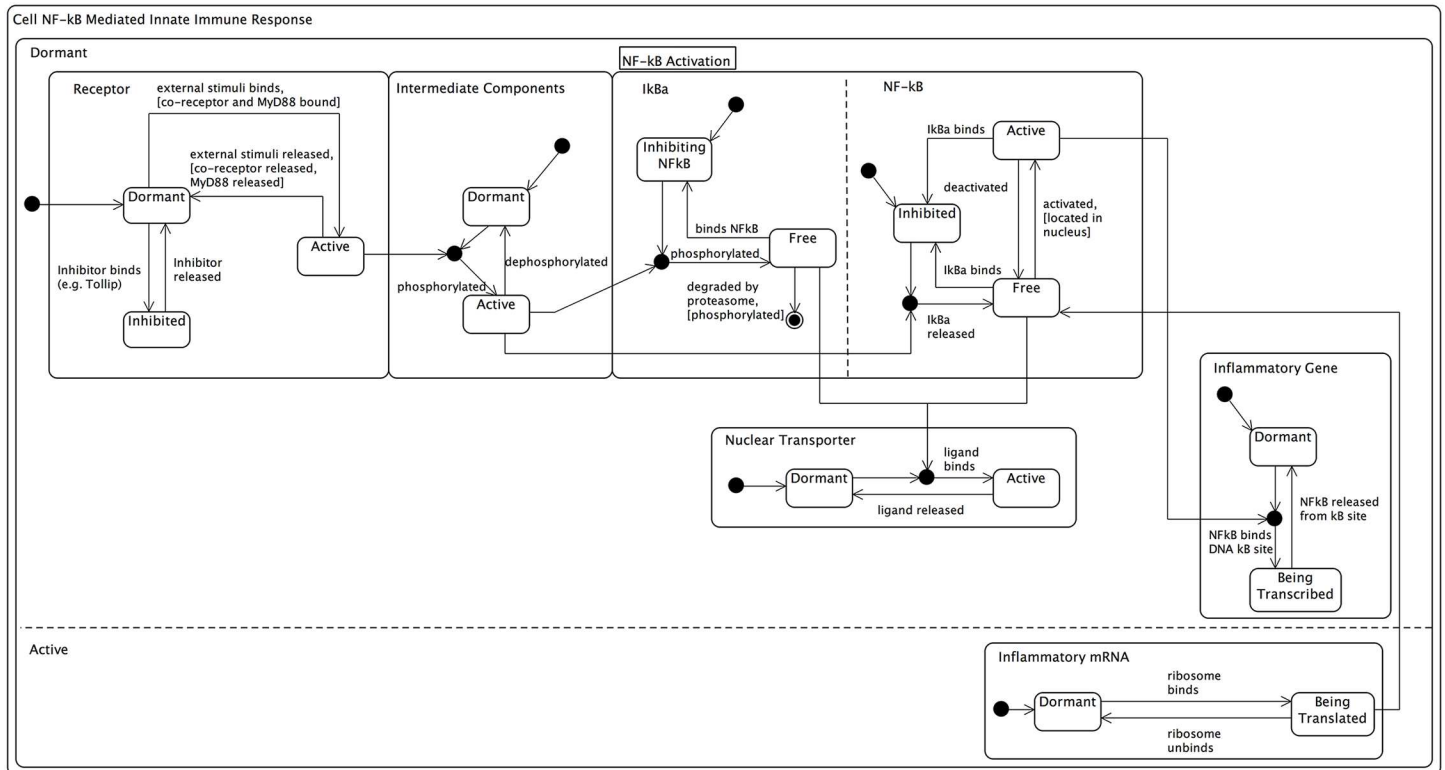 Cell NF-kB Mediated Innate Immune Response
Dormant
Receptor
external stimuli binds,
[co-receptor and MyD88 bound]
external stimuli released,
[co-receptor released,
MyD88 released]
Dormant
Active
Inhibitor binds
(e.g. Tollip)
Inhibitor
released
Inhibited
Intermediate Components
Dormant
dephosphorylated
phosphorylated
Active
NF-kB Activation
IkBa
Inhibiting
NFkB
binds NFkB
Free
phosphorylated
degraded by
proteasome,
[phosphorylated]
NF-kB
IkBa binds
Active
deactivated
activated,
[located in
nucleus]
Inhibited
IkBa binds
Free
IkBa
released
Nuclear Transporter
Dormant
ligand
binds
Active
ligand released
Inflammatory Gene
Dormant
NFkB released
from kB site
NFkB binds
DNA kB site
Being
Transcribed
Active
Inflammatory mRNA
Dormant
ribosome
binds
Being
Translated
ribosome
unbinds